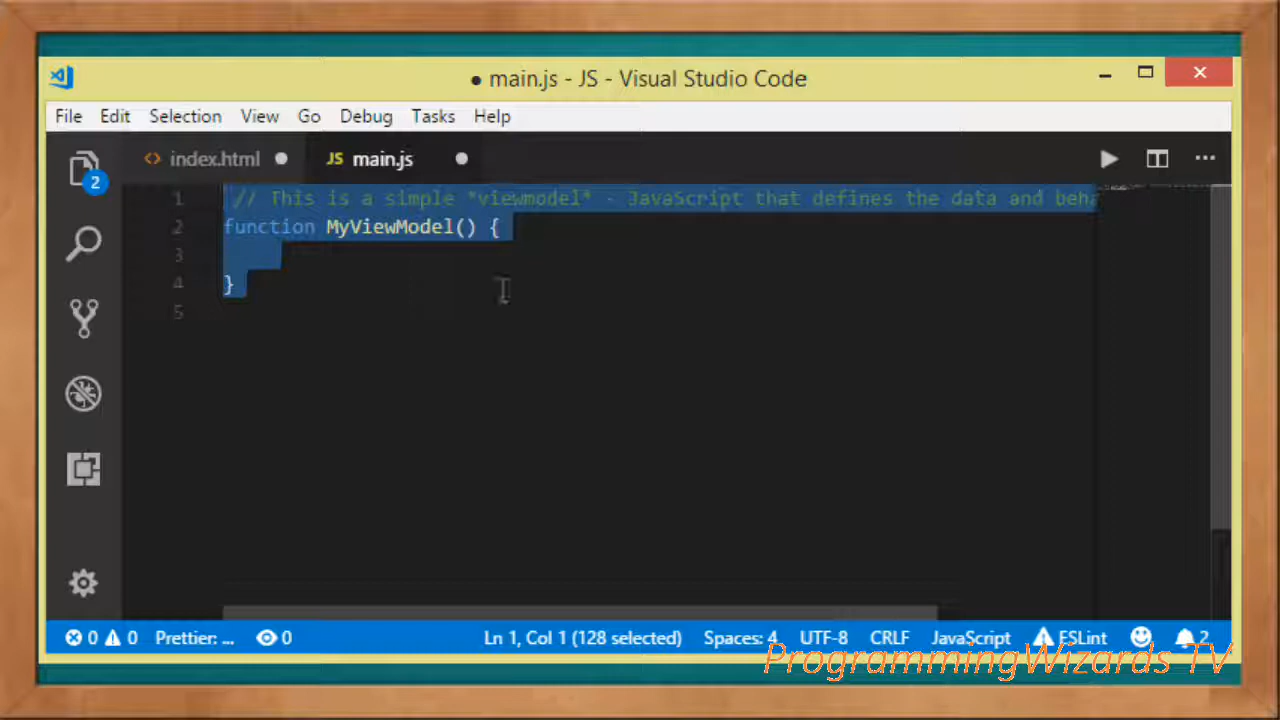 ● main.js - JS - Visual Studio Code
File Edit Selection View Go Debug Tasks Help
<> index.html ● JS main.js ●
2
1 // This is a simple *viewmodel* - JavaScript that defines the data and beha
2 function MyViewModel() {
3
4 }
5
0 0 Prettier: ... 0 Ln 1, Col 1 (128 selected) Spaces: 4 UTF-8 CRLF JavaScript ESLint 2
ProgrammingWizards TV